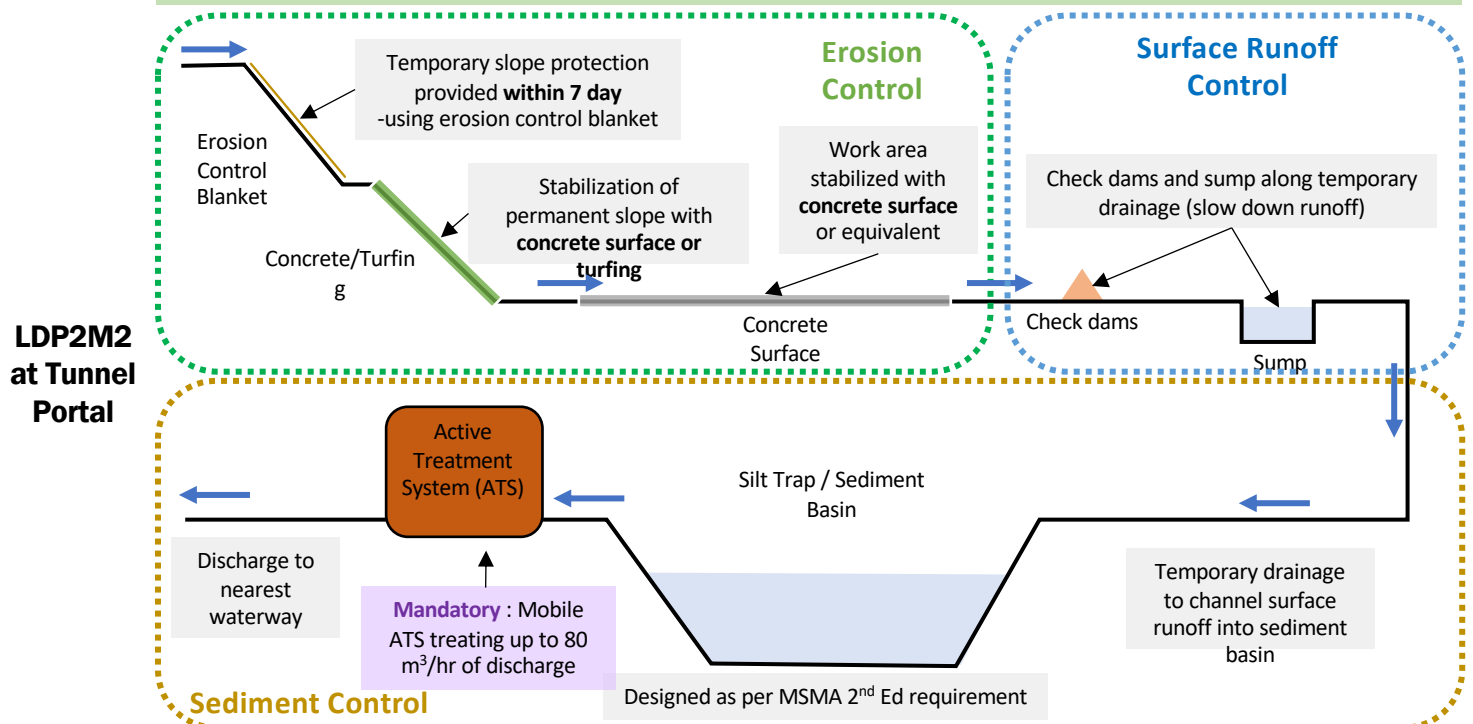 Temporary slope protection
provided within 7 day
-using erosion control blanket
Erosion
Control
Surface Runoff
Control
Erosion
Control
Blanket
Work area
stabilized with
concrete surface
or equivalent
Check dams and sump along temporary
drainage (slow down runoff)
Stabilization of
permanent slope with
concrete surface or
turfing
Concrete/Turfin
g
Concrete
Surface
Check dams
Sump
LDP2M2
at Tunnel
Portal
Active
Treatment
System (ATS)
Silt Trap / Sediment
Basin
Discharge to
nearest
waterway
Mandatory : Mobile
ATS treating up to 80
m³/hr of discharge
Temporary drainage
to channel surface
runoff into sediment
basin
Designed as per MSMA 2nd Ed requirement
Sediment Control